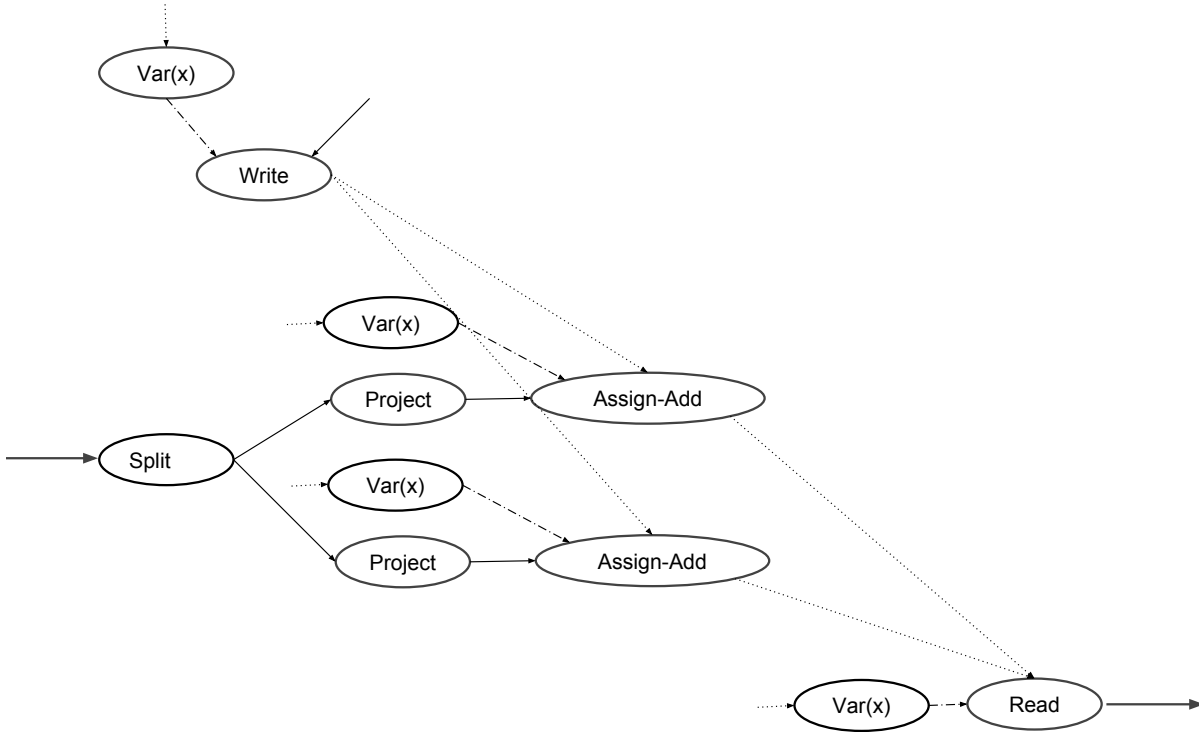 Var(x)
Write
Var(x)
Project
Assign-Add
Split
Var(x)
Project
Assign-Add
Var(x)
Read